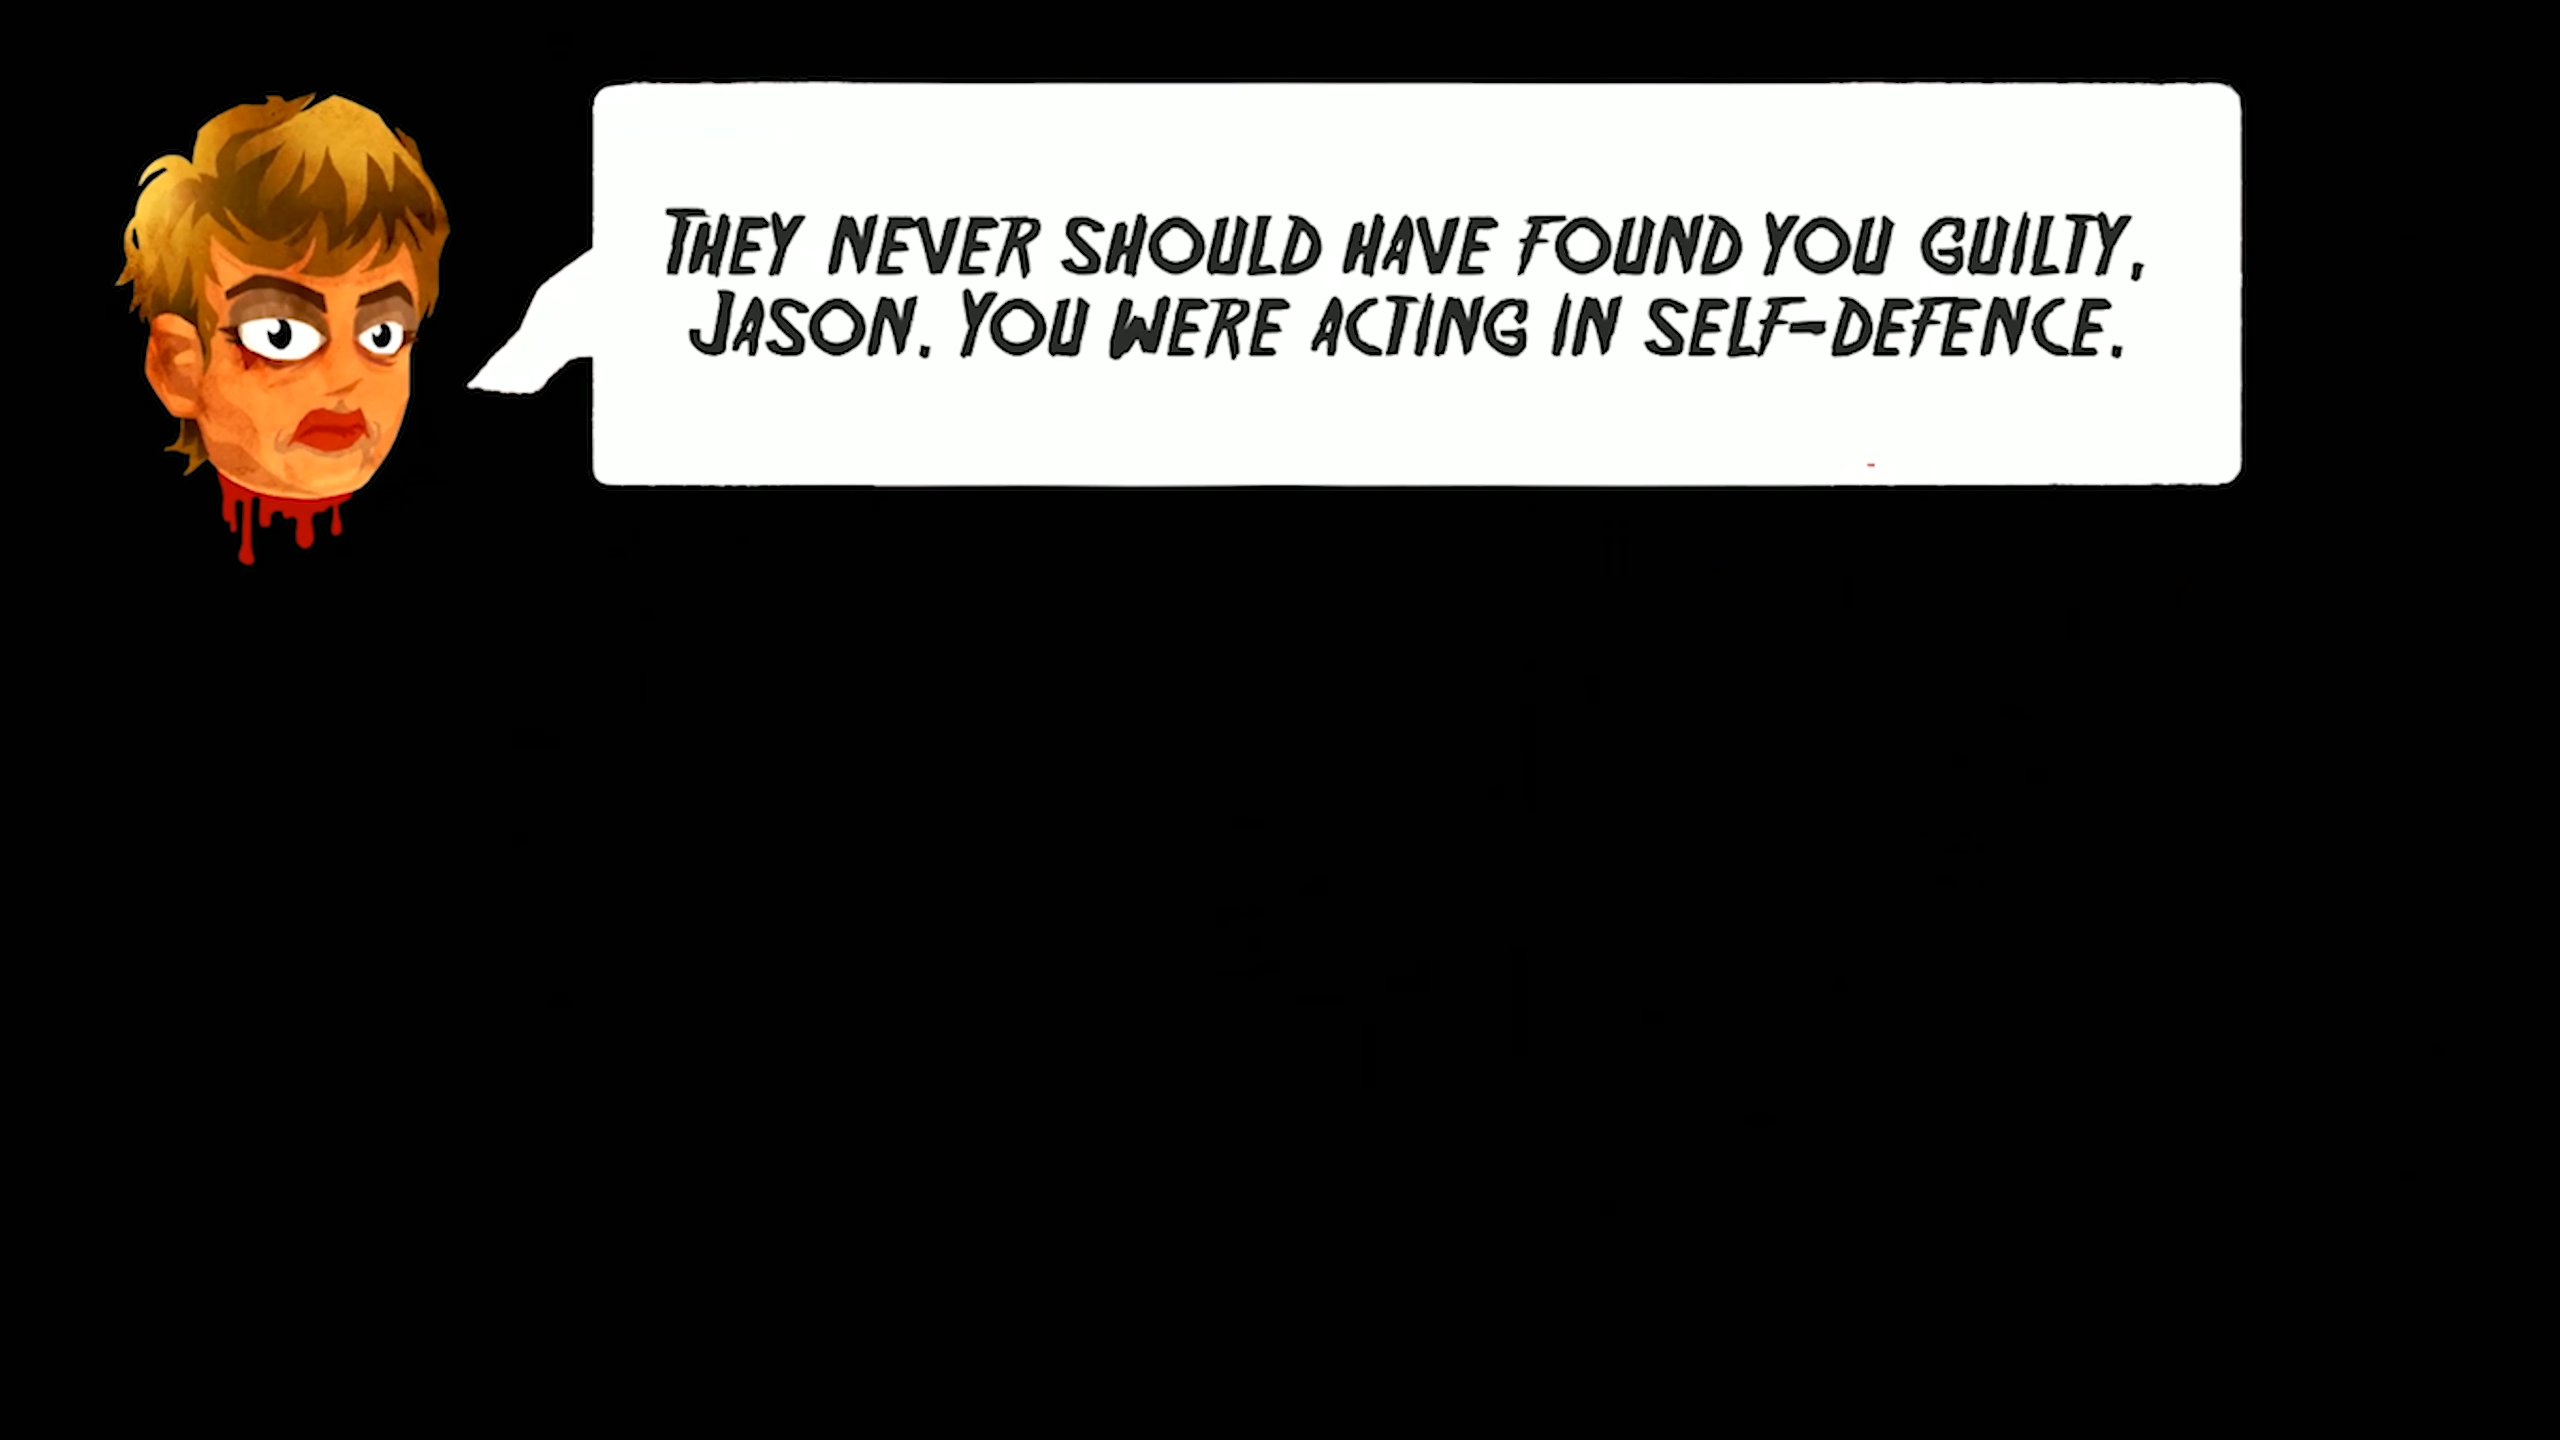 THEY NEVER SHOULD HAVE FOUND YOU GUILTY,
JASON. YOU WERE ACTING IN SELF-DEFENCE.